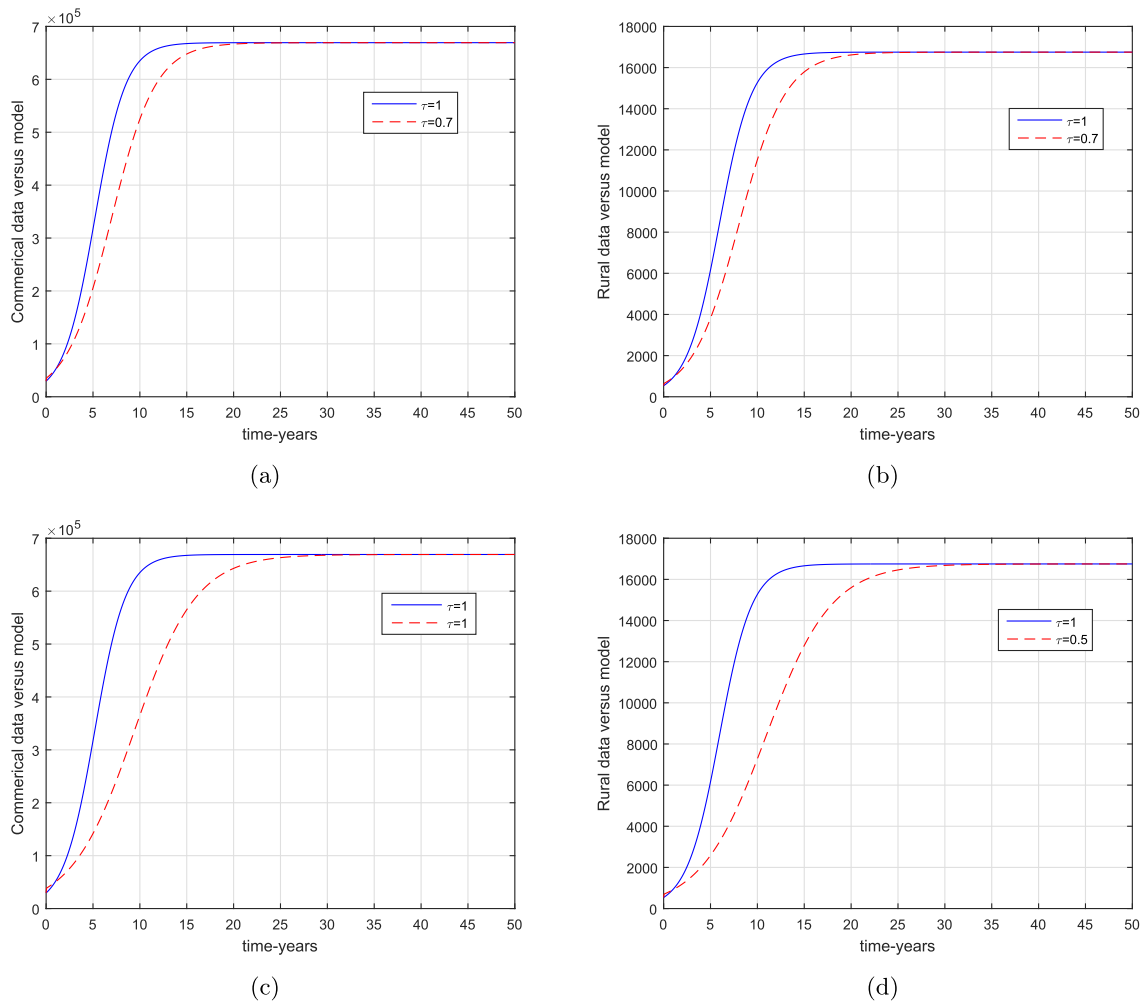 ×10^5
7
6
5
4
3
2
1
0
Commerical data versus model
τ=1
τ=0.7
0 5 10 15 20 25 30 35 40 45 50
time-years
(a)
18000
16000
14000
12000
10000
8000
6000
4000
2000
0
Rural data versus model
τ=1
τ=0.7
0 5 10 15 20 25 30 35 40 45 50
time-years
(b)
×10^5
7
6
5
4
3
2
1
0
Commerical data versus model
τ=1
τ=1
0 5 10 15 20 25 30 35 40 45 50
time-years
(c)
18000
16000
14000
12000
10000
8000
6000
4000
2000
0
Rural data versus model
τ=1
τ=0.5
0 5 10 15 20 25 30 35 40 45 50
time-years
(d)